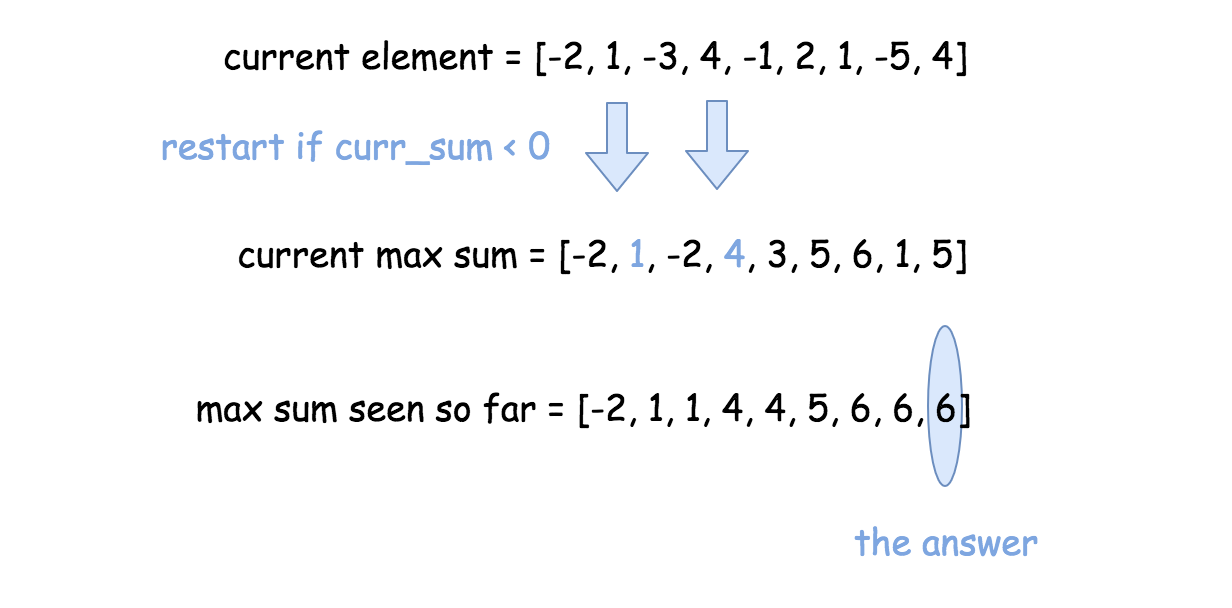 current element = [-2, 1, -3, 4, -1, 2, 1, -5, 4]
restart if curr_sum < 0
current max sum = [-2, 1, -2, 4, 3, 5, 6, 1, 5]
max sum seen so far = [-2, 1, 1, 4, 4, 5, 6, 6, 6]
the answer